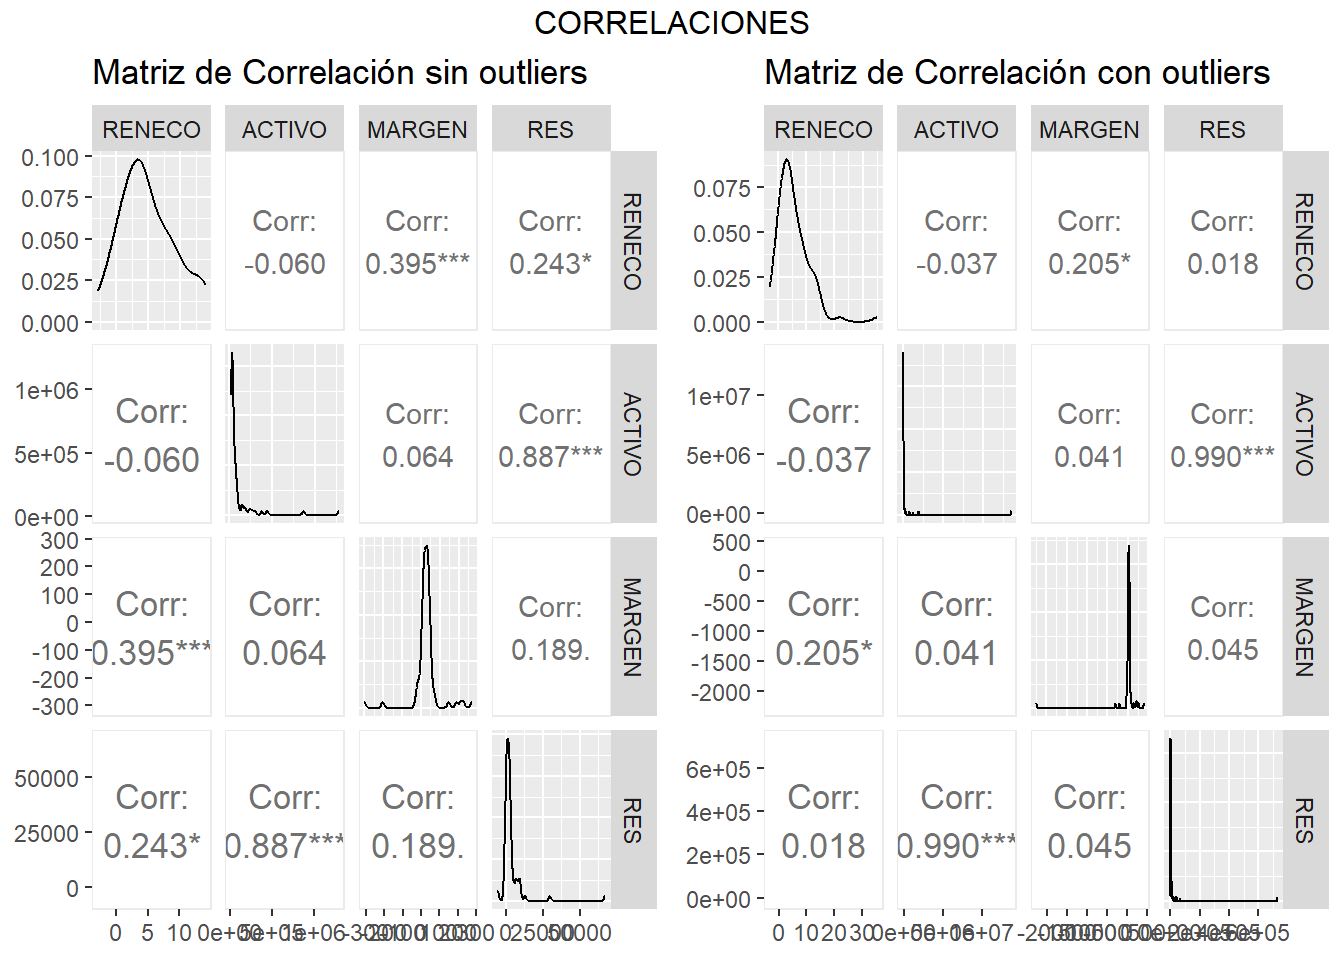 CORRELACIONES
Matriz de Correlación sin outliers
RENECO ACTIVO MARGEN RES
0.100
0.075
0.050
0.025
0.000
Corr:
-0.060
Corr:
0.395***
Corr:
0.243*
RENECO
1e+06
5e+05
0e+00
Corr:
-0.060
Corr:
0.064
Corr:
0.887***
ACTIVO
300
200
100
0
-100
-200
-300
Corr:
0.395***
Corr:
0.064
Corr:
0.189.
MARGEN
50000
25000
0
Corr:
0.243*
Corr:
0.887***
Corr:
0.189.
RES
0 5 10 0e+00 5e+05 1e+06 -300 -200 -100 0 100 200 300 0 25000 50000
Matriz de Correlación con outliers
RENECO ACTIVO MARGEN RES
0.075
0.050
0.025
0.000
Corr:
-0.037
Corr:
0.205*
Corr:
0.018
RENECO
1e+07
5e+06
0e+00
Corr:
-0.037
Corr:
0.041
Corr:
0.990***
ACTIVO
500
0
-500
-1000
-1500
-2000
Corr:
0.205*
Corr:
0.041
Corr:
0.045
MARGEN
6e+05
4e+05
2e+05
0e+00
Corr:
0.018
Corr:
0.990***
Corr:
0.045
RES
0 10 20 30 0e+00 5e+06 1e+07 -2000 -1500 -1000 -500 0 500 0e+00 2e+05 4e+05 6e+05